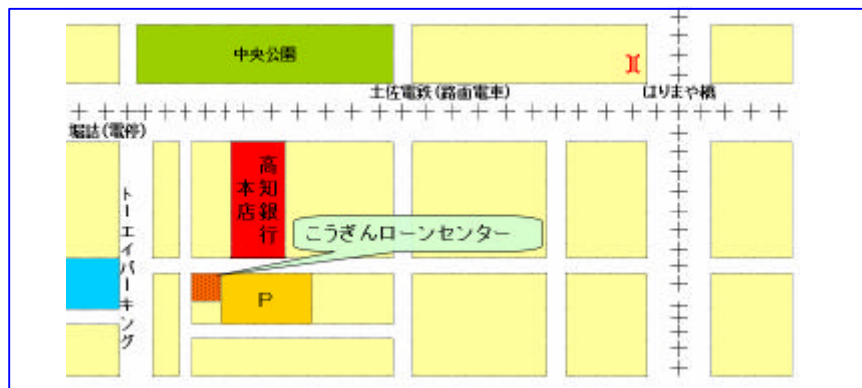 中央公園
土佐電鉄(路面電車)
はりまや橋
堀詰(電停)
高知銀行
本店
トーエイパーキング
こうぎんローンセンター
P